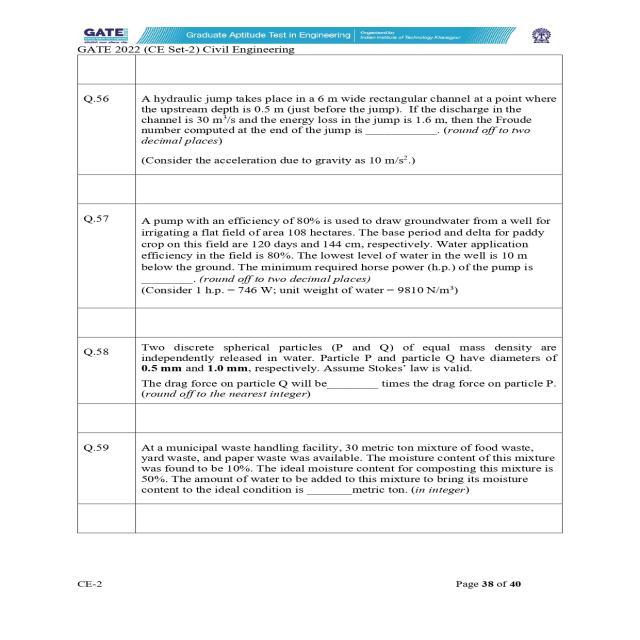 GATE
Graduate Aptitude Test in Engineering
Organised by
Indian Institute of Technology Kharagpur
GATE 2022 (CE Set-2) Civil Engineering
Q.56
A hydraulic jump takes place in a 6 m wide rectangular channel at a point where
the upstream depth is 0.5 m (just before the jump). If the discharge in the
channel is 30 m³/s and the energy loss in the jump is 1.6 m, then the Froude
number computed at the end of the jump is ____________. (round off to two
decimal places)
(Consider the acceleration due to gravity as 10 m/s².)
Q.57
A pump with an efficiency of 80% is used to draw groundwater from a well for
irrigating a flat field of area 108 hectares. The base period and delta for paddy
crop on this field are 120 days and 144 cm, respectively. Water application
efficiency in the field is 80%. The lowest level of water in the well is 10 m
below the ground. The minimum required horse power (h.p.) of the pump is
_________. (round off to two decimal places)
(Consider 1 h.p. = 746 W; unit weight of water = 9810 N/m³)
Q.58
Two discrete spherical particles (P and Q) of equal mass density are
independently released in water. Particle P and particle Q have diameters of
0.5 mm and 1.0 mm, respectively. Assume Stokes' law is valid.
The drag force on particle Q will be_________ times the drag force on particle P.
(round off to the nearest integer)
Q.59
At a municipal waste handling facility, 30 metric ton mixture of food waste,
yard waste, and paper waste was available. The moisture content of this mixture
was found to be 10%. The ideal moisture content for composting this mixture is
50%. The amount of water to be added to this mixture to bring its moisture
content to the ideal condition is ________metric ton. (in integer)
CE-2
Page 38 of 40